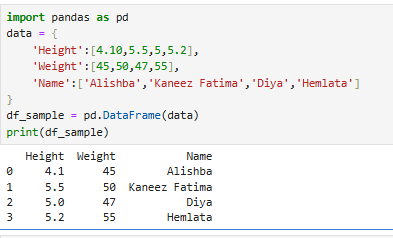 import pandas as pd
data = {
    'Height':[4.10,5.5,5,5.2],
    'Weight':[45,50,47,55],
    'Name':['Alishba','Kaneez Fatima','Diya','Hemlata']
}
df_sample = pd.DataFrame(data)
print(df_sample)
   Height  Weight           Name
0     4.1      45        Alishba
1     5.5      50  Kaneez Fatima
2     5.0      47           Diya
3     5.2      55        Hemlata